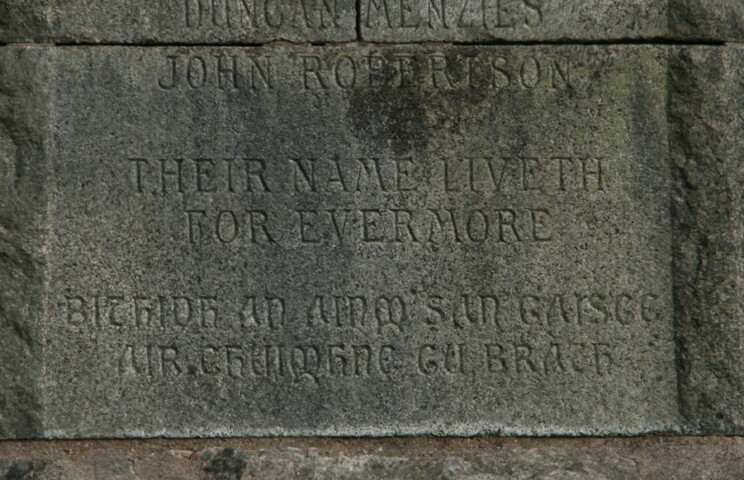 DUNCAN MENZIES
JOHN ROBERTSON
THEIR NAME LIVETH
FOR EVERMORE
BITHIDH AN AINM 'S AN GAISGE
AIR CHUIMHNE GU BRATH